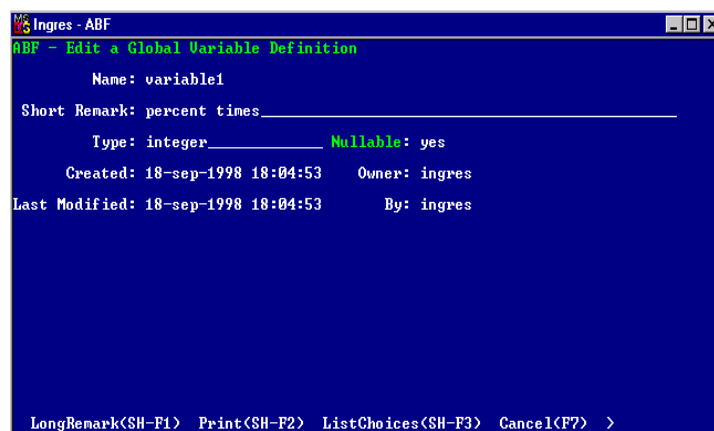 Ingres - ABF
ABF - Edit a Global Variable Definition
Name: variable1
Short Remark: percent times
Type: integer Nullable: yes
Created: 18-sep-1998 18:04:53 Owner: ingres
Last Modified: 18-sep-1998 18:04:53 By: ingres
LongRemark(SH-F1) Print(SH-F2) ListChoices(SH-F3) Cancel(F7) >